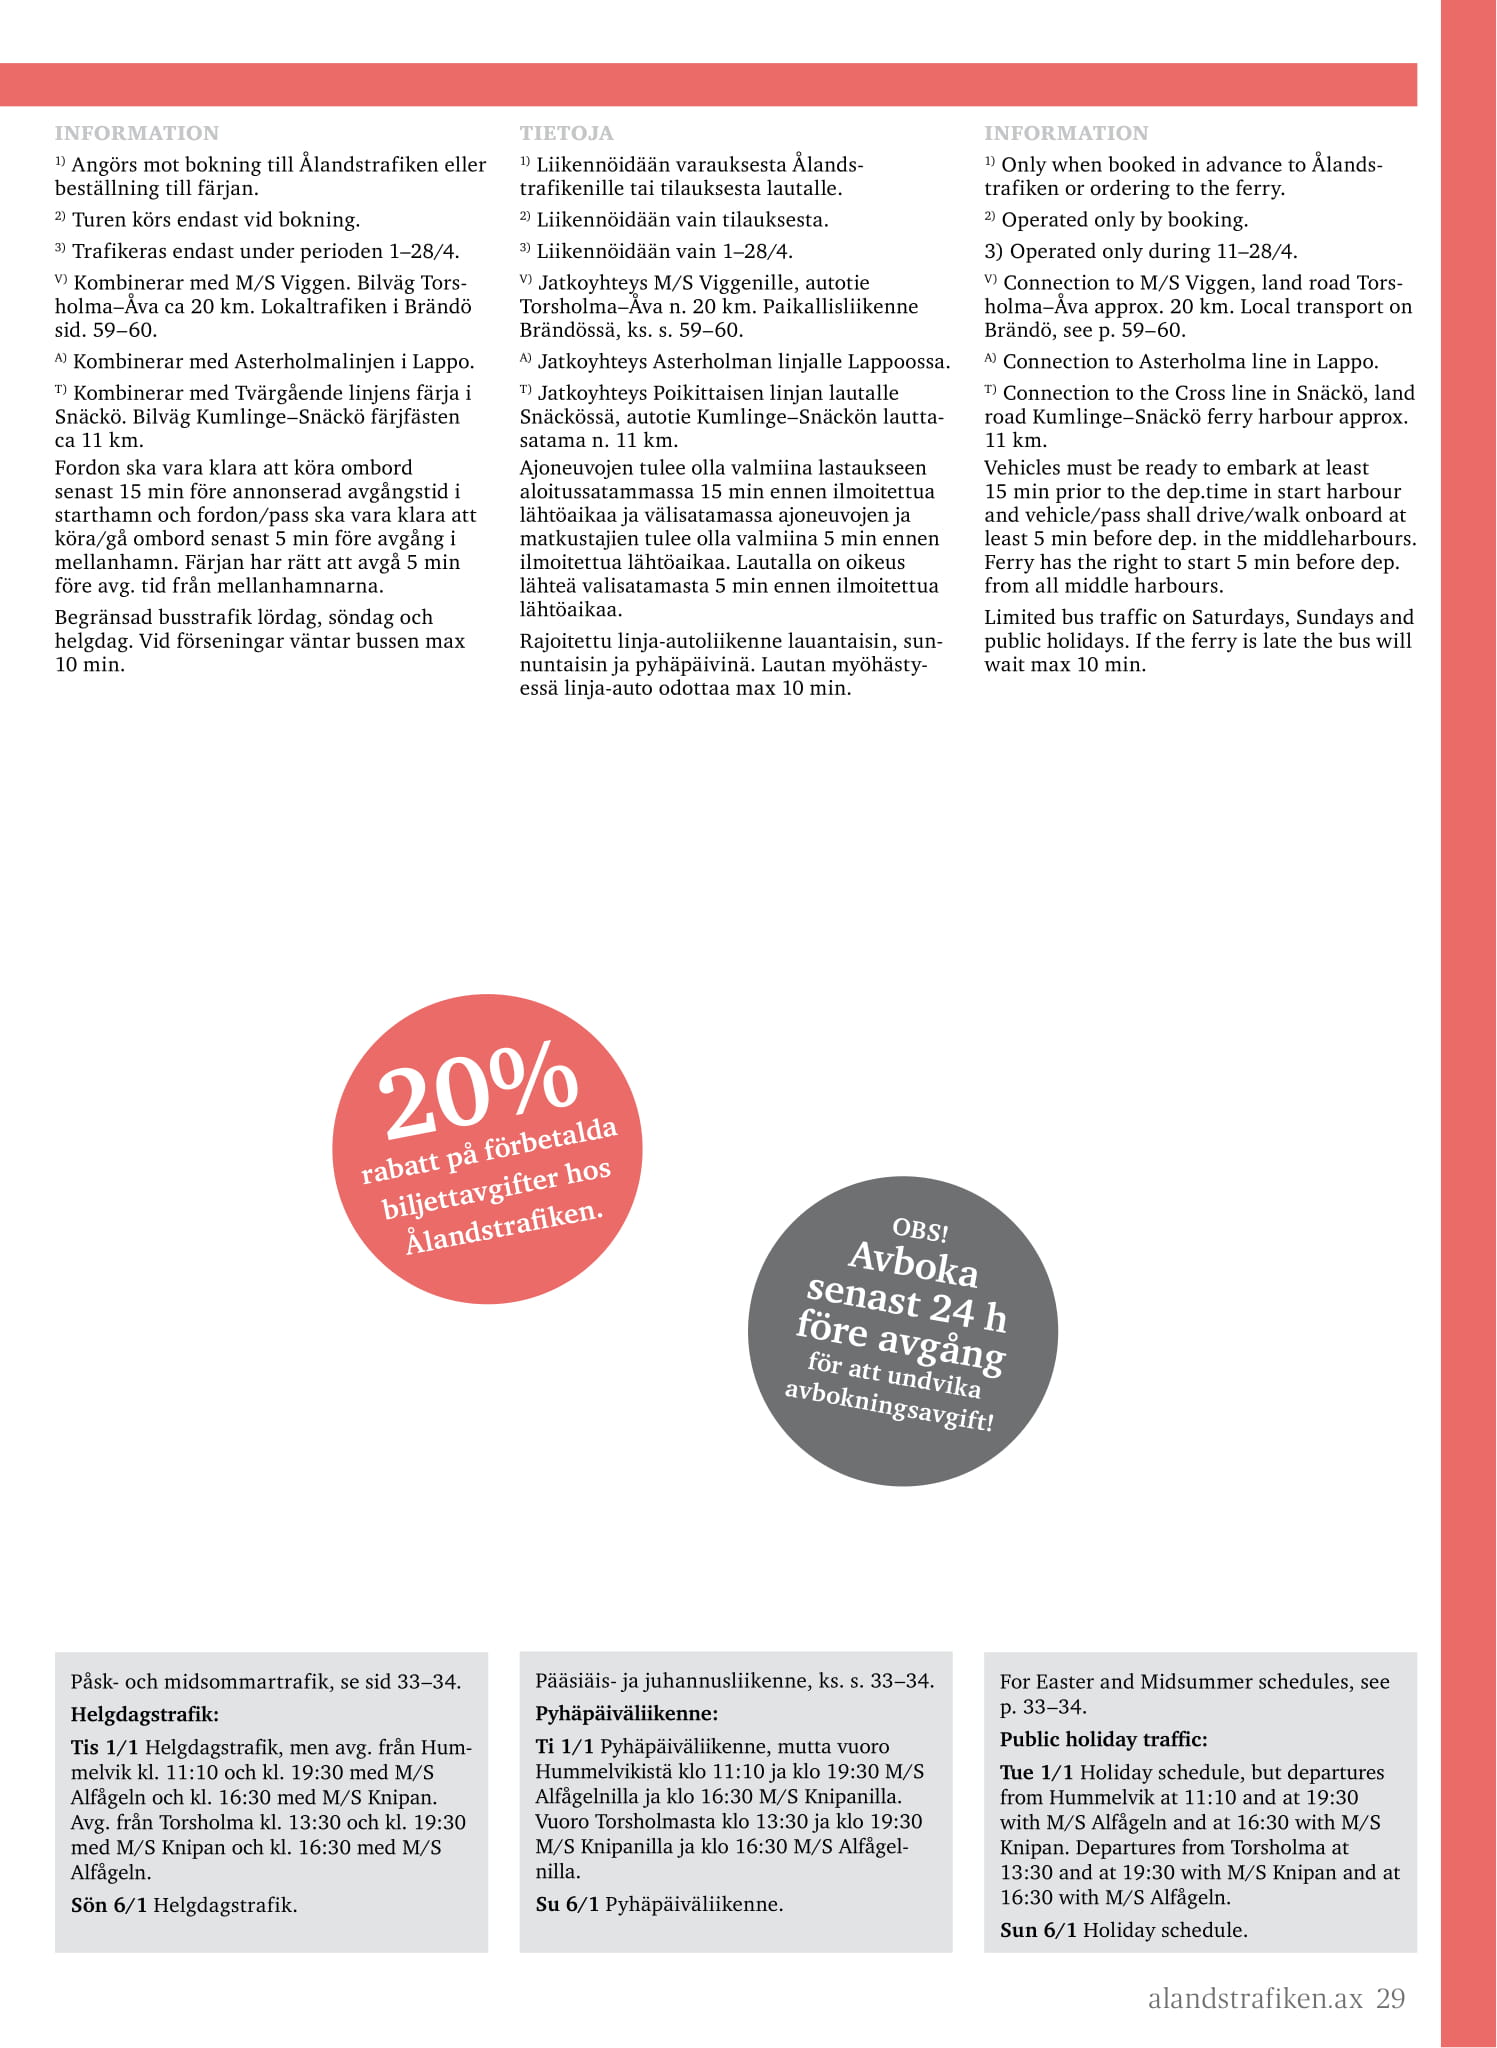 INFORMATION
1) Angörs mot bokning till Ålandstrafiken eller
beställning till färjan.
2) Turen körs endast vid bokning.
3) Trafikeras endast under perioden 1–28/4.
V) Kombinerar med M/S Viggen. Bilväg Tors-
holma–Åva ca 20 km. Lokaltrafiken i Brändö
sid. 59–60.
A) Kombinerar med Asterholmalinjen i Lappo.
T) Kombinerar med Tvärgående linjens färja i
Snäckö. Bilväg Kumlinge–Snäckö färjfästen
ca 11 km.
Fordon ska vara klara att köra ombord
senast 15 min före annonserad avgångstid i
starthamn och fordon/pass ska vara klara att
köra/gå ombord senast 5 min före avgång i
mellanhamn. Färjan har rätt att avgå 5 min
före avg. tid från mellanhamnarna.
Begränsad busstrafik lördag, söndag och
helgdag. Vid förseningar väntar bussen max
10 min.
TIETOJA
1) Liikennöidään varauksesta Ålands-
trafikenille tai tilauksesta lautalle.
2) Liikennöidään vain tilauksesta.
3) Liikennöidään vain 1–28/4.
V) Jatkoyhteys M/S Viggenille, autotie
Torsholma–Åva n. 20 km. Paikallisliikenne
Brändössä, ks. s. 59–60.
A) Jatkoyhteys Asterholman linjalle Lappoossa.
T) Jatkoyhteys Poikittaisen linjan lautalle
Snäckössä, autotie Kumlinge–Snäckön lautta-
satama n. 11 km.
Ajoneuvojen tulee olla valmiina lastaukseen
aloitussatammassa 15 min ennen ilmoitettua
lähtöaikaa ja välisatamassa ajoneuvojen ja
matkustajien tulee olla valmiina 5 min ennen
ilmoitettua lähtöaikaa. Lautalla on oikeus
lähteä valisatamasta 5 min ennen ilmoitettua
lähtöaikaa.
Rajoitettu linja-autoliikenne lauantaisin, sun-
nuntaisin ja pyhäpäivinä. Lautan myöhästy-
essä linja-auto odottaa max 10 min.
INFORMATION
1) Only when booked in advance to Ålands-
trafiken or ordering to the ferry.
2) Operated only by booking.
3) Operated only during 11–28/4.
V) Connection to M/S Viggen, land road Tors-
holma–Åva approx. 20 km. Local transport on
Brändö, see p. 59–60.
A) Connection to Asterholma line in Lappo.
T) Connection to the Cross line in Snäckö, land
road Kumlinge–Snäckö ferry harbour approx.
11 km.
Vehicles must be ready to embark at least
15 min prior to the dep.time in start harbour
and vehicle/pass shall drive/walk onboard at
least 5 min before dep. in the middleharbours.
Ferry has the right to start 5 min before dep.
from all middle harbours.
Limited bus traffic on Saturdays, Sundays and
public holidays. If the ferry is late the bus will
wait max 10 min.
20%
rabatt på förbetalda
biljettavgifter hos
Ålandstrafiken.
OBS!
Avboka
senast 24 h
före avgång
för att undvika
avbokningsavgift!
Påsk- och midsommartrafik, se sid 33–34.
Helgdagstrafik:
Tis 1/1 Helgdagstrafik, men avg. från Hum-
melvik kl. 11:10 och kl. 19:30 med M/S
Alfågeln och kl. 16:30 med M/S Knipan.
Avg. från Torsholma kl. 13:30 och kl. 19:30
med M/S Knipan och kl. 16:30 med M/S
Alfågeln.
Sön 6/1 Helgdagstrafik.
Pääsiäis- ja juhannusliikenne, ks. s. 33–34.
Pyhäpäiväliikenne:
Ti 1/1 Pyhäpäiväliikenne, mutta vuoro
Hummelvikistä klo 11:10 ja klo 19:30 M/S
Alfågelnilla ja klo 16:30 M/S Knipanilla.
Vuoro Torsholmasta klo 13:30 ja klo 19:30
M/S Knipanilla ja klo 16:30 M/S Alfågel-
nilla.
Su 6/1 Pyhäpäiväliikenne.
For Easter and Midsummer schedules, see
p. 33–34.
Public holiday traffic:
Tue 1/1 Holiday schedule, but departures
from Hummelvik at 11:10 and at 19:30
with M/S Alfågeln and at 16:30 with M/S
Knipan. Departures from Torsholma at
13:30 and at 19:30 with M/S Knipan and at
16:30 with M/S Alfågeln.
Sun 6/1 Holiday schedule.
alandstrafiken.ax 29